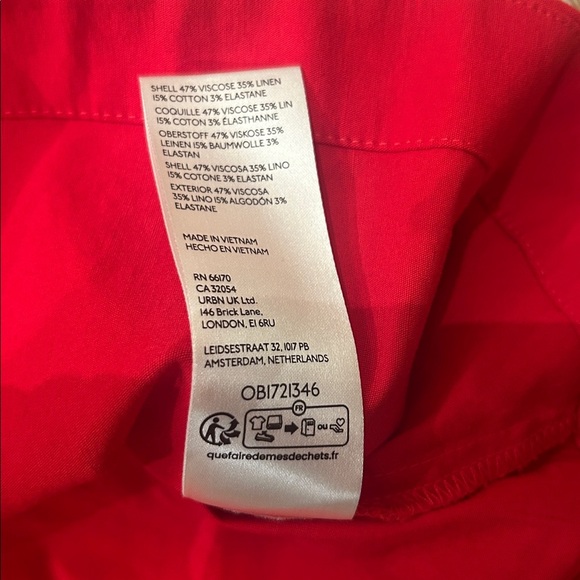 SHELL 47% VISCOSE 35% LINEN
15% COTTON 3% ELASTANE
COQUILLE 47% VISCOSE 35% LIN
15% COTON 3% ÉLASTHANNE
OBERSTOFF 47% VISKOSE 35%
LEINEN 15% BAUMWOLLE 3%
ELASTAN
SHELL 47% VISCOSA 35% LINO
15% COTONE 3% ELASTAN
EXTERIOR 47% VISCOSA
35% LINO 15% ALGODÓN 3%
ELASTANE
MADE IN VIETNAM
HECHO EN VIETNAM
RN 66170
CA 32054
URBN UK Ltd.
146 Brick Lane,
LONDON, E1 6RU
LEIDSESTRAAT 32, 1017 PB
AMSTERDAM, NETHERLANDS
OB1721346
FR
OU
quefairedemesdechets.fr